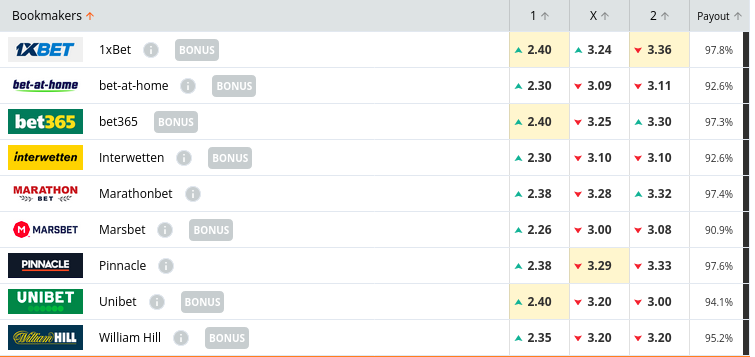 Bookmakers 1 X 2 Payout
1XBET 1xBet i BONUS 2.40 3.24 3.36 97.8%
bet-at-home bet-at-home i BONUS 2.30 3.09 3.11 92.6%
bet365 bet365 BONUS 2.40 3.25 3.30 97.3%
interwetten Interwetten i BONUS 2.30 3.10 3.10 92.6%
MARATHON BET Marathonbet i 2.38 3.28 3.32 97.4%
M MARSBET Marsbet i BONUS 2.26 3.00 3.08 90.9%
PINNACLE Pinnacle i 2.38 3.29 3.33 97.6%
UNIBET Unibet i BONUS 2.40 3.20 3.00 94.1%
William HILL William Hill i BONUS 2.35 3.20 3.20 95.2%